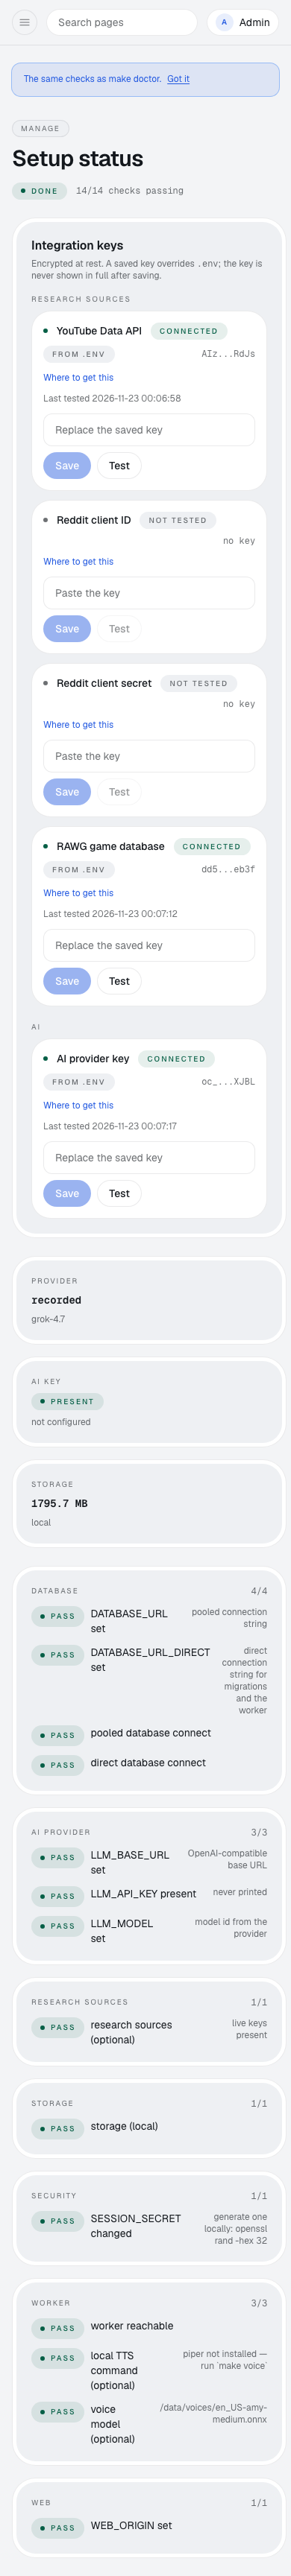 Search pages
A
Admin
The same checks as make doctor. Got it
MANAGE
Setup status
DONE
14/14 checks passing
Integration keys
Encrypted at rest. A saved key overrides .env; the key is
never shown in full after saving.
RESEARCH SOURCES
YouTube Data API CONNECTED
FROM .ENV AIz...RdJs
Where to get this
Last tested 2026-11-23 00:06:58
Replace the saved key
Save Test
Reddit client ID NOT TESTED
no key
Where to get this
Paste the key
Save Test
Reddit client secret NOT TESTED
no key
Where to get this
Paste the key
Save Test
RAWG game database CONNECTED
FROM .ENV dd5...eb3f
Where to get this
Last tested 2026-11-23 00:07:12
Replace the saved key
Save Test
AI
AI provider key CONNECTED
FROM .ENV oc_...XJBL
Where to get this
Last tested 2026-11-23 00:07:17
Replace the saved key
Save Test
PROVIDER
recorded
grok-4.7
AI KEY
PRESENT
not configured
STORAGE
1795.7 MB
local
DATABASE 4/4
PASS DATABASE_URL set pooled connection string
PASS DATABASE_URL_DIRECT set direct connection string for migrations and the worker
PASS pooled database connect
PASS direct database connect
AI PROVIDER 3/3
PASS LLM_BASE_URL set OpenAI-compatible base URL
PASS LLM_API_KEY present never printed
PASS LLM_MODEL set model id from the provider
RESEARCH SOURCES 1/1
PASS research sources (optional) live keys present
STORAGE 1/1
PASS storage (local)
SECURITY 1/1
PASS SESSION_SECRET changed generate one locally: openssl rand -hex 32
WORKER 3/3
PASS worker reachable
PASS local TTS command (optional) piper not installed — run `make voice`
PASS voice model (optional) /data/voices/en_US-amy-medium.onnx
WEB 1/1
PASS WEB_ORIGIN set